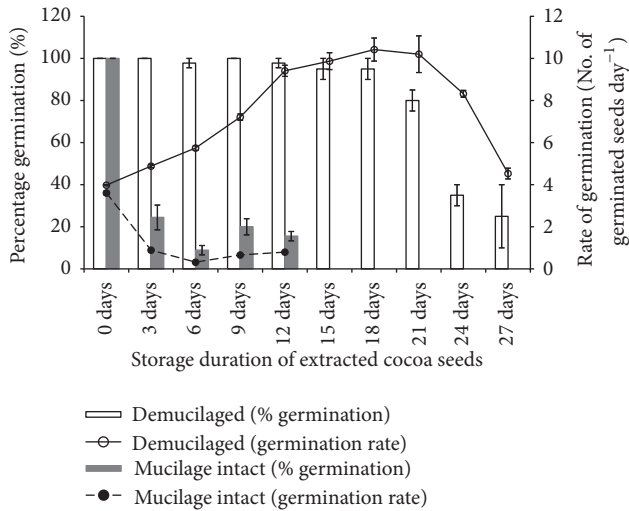 120
100
80
60
40
20
0
Percentage germination (%)
12
10
8
6
4
2
0
Rate of germination (No. of
germinated seeds day−1)
0 days
3 days
6 days
9 days
12 days
15 days
18 days
21 days
24 days
27 days
Storage duration of extracted cocoa seeds
Demucilaged (% germination)
Demucilaged (germination rate)
Mucilage intact (% germination)
Mucilage intact (germination rate)